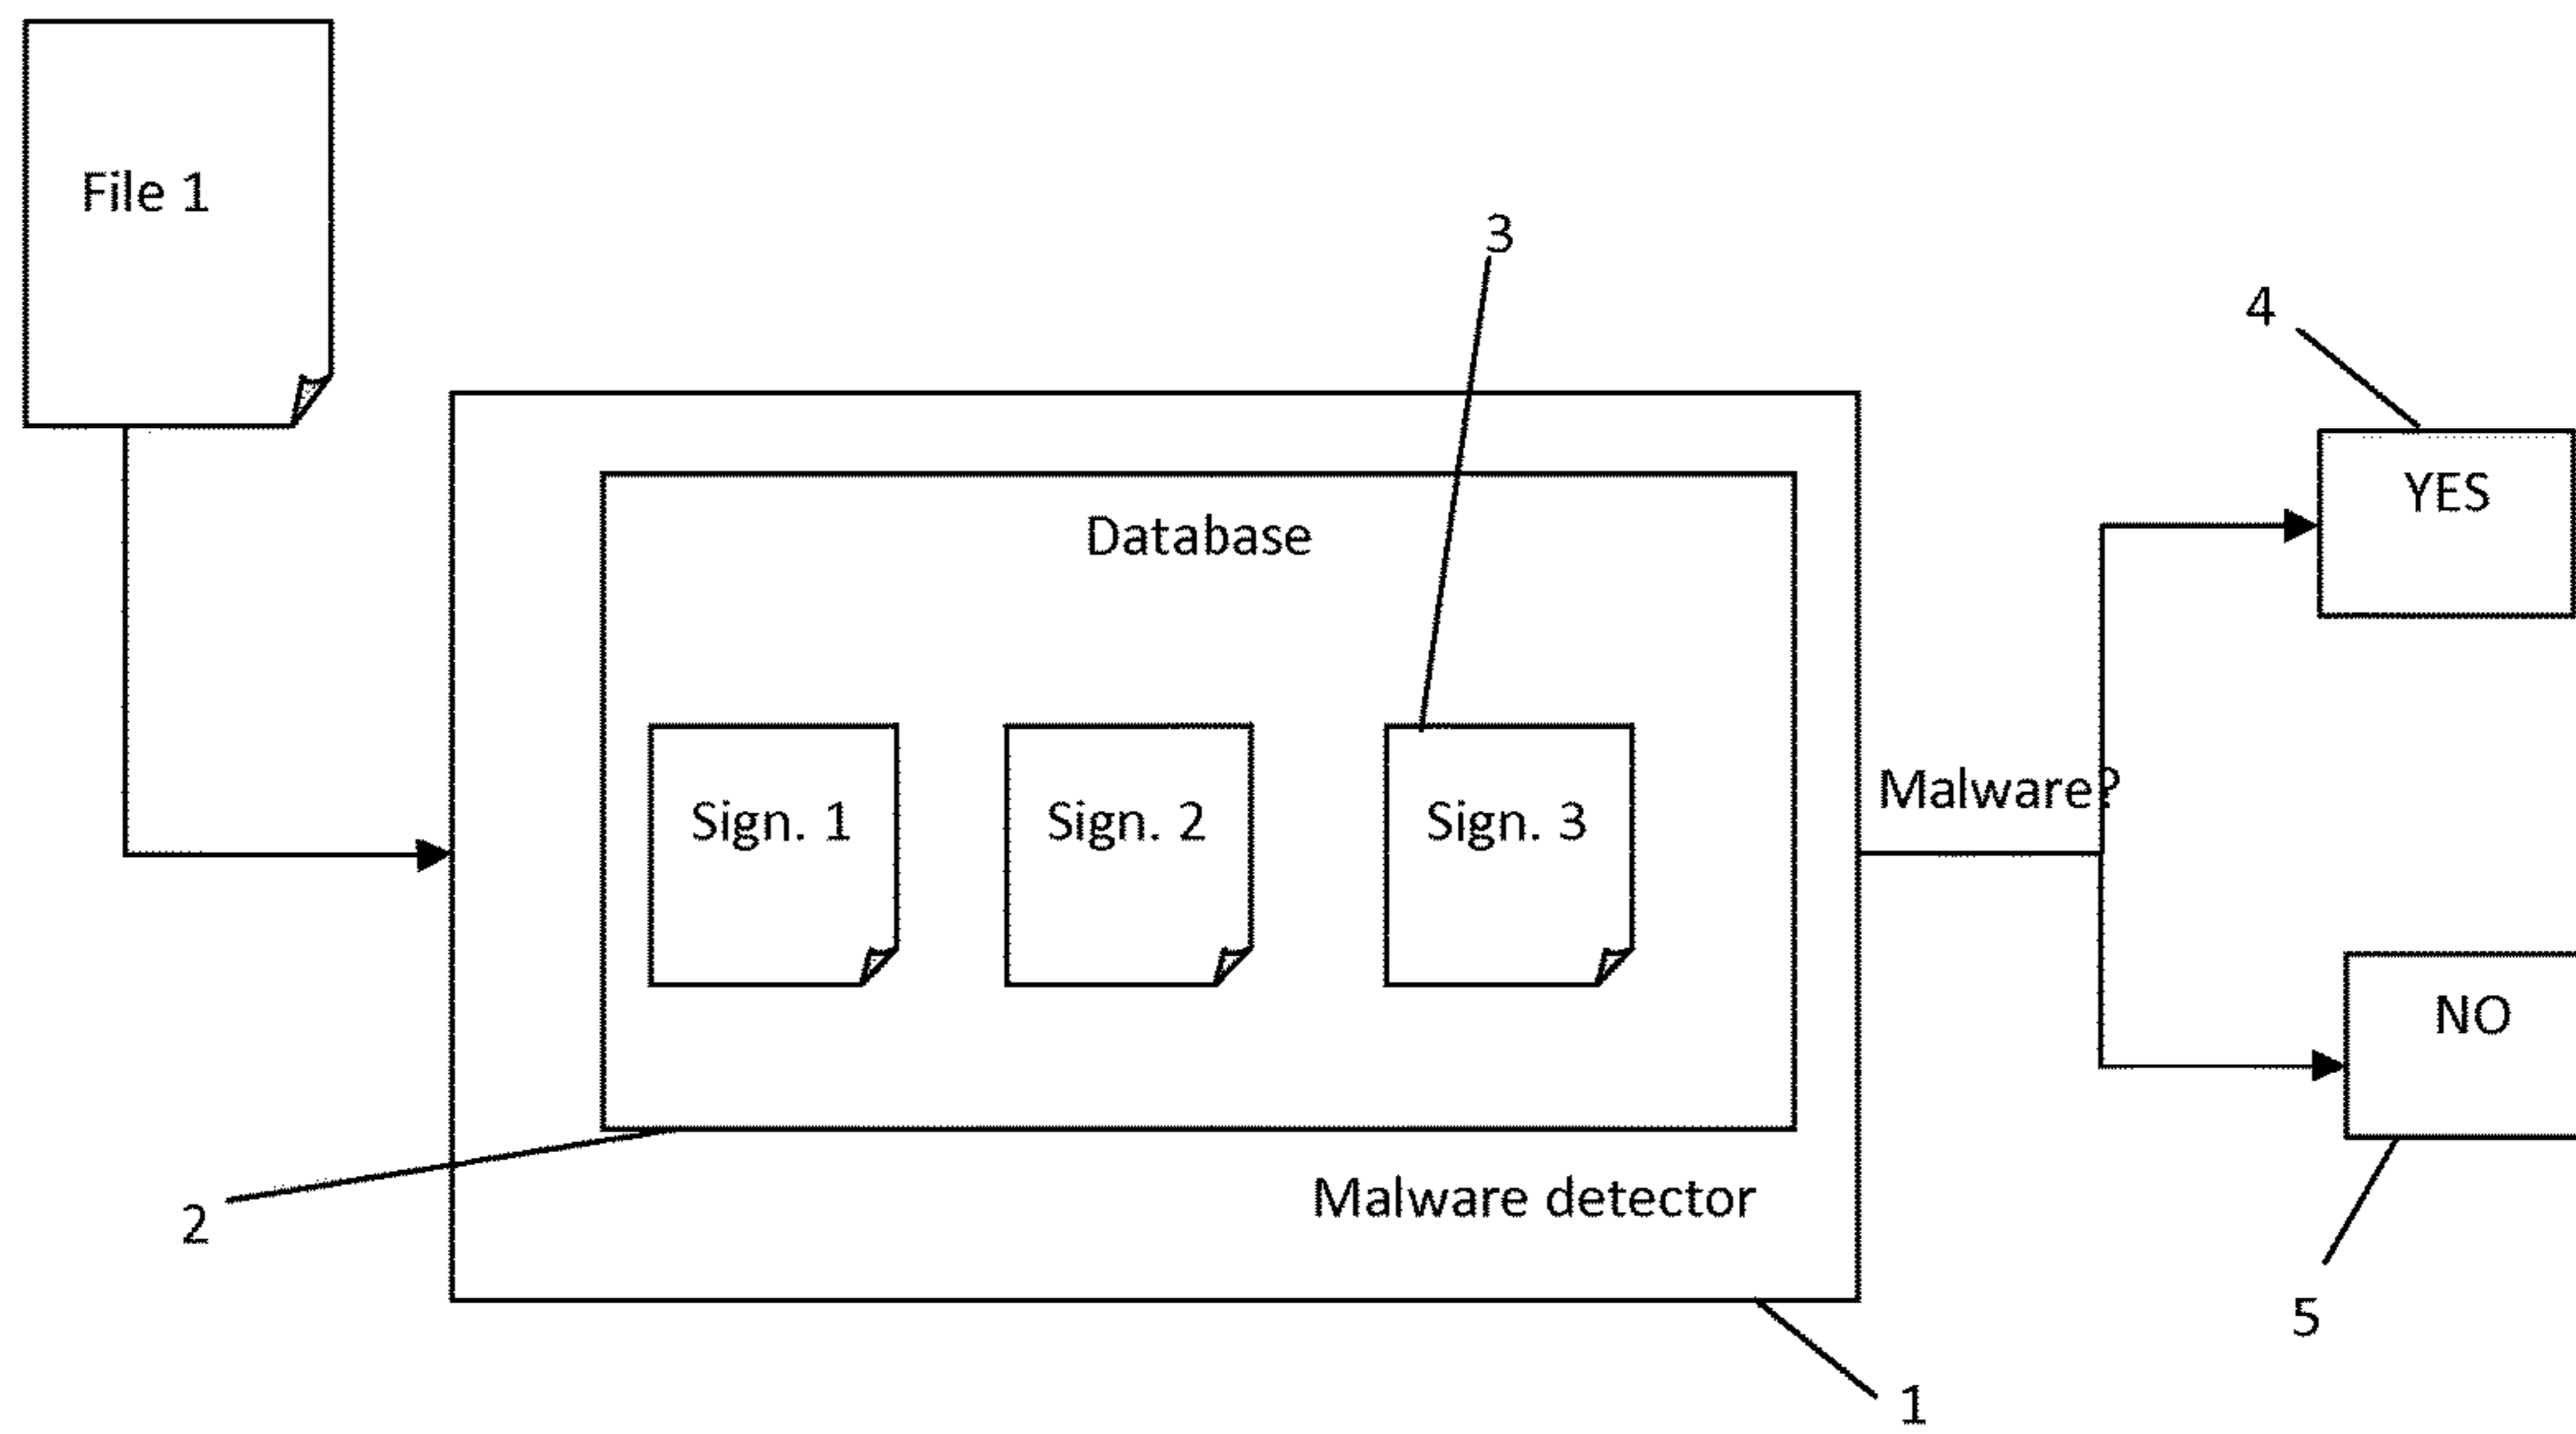 File 1
3
4
YES
Database
Malware?
Sign. 1
Sign. 2
Sign. 3
NO
Malware detector
2
5
1